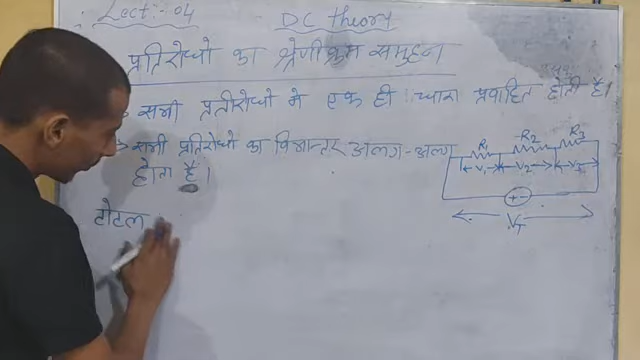 Lect:- 04
DC theory
प्रतिरोधो का श्रेणीक्रम समुहन
सभी प्रतीरोधो मे एक ही धारा प्रवाहित होती है।
सभी प्रतिरोधो का विभान्तर अलग-अलग
होता है।
R1 R2 R3
V1 V2 V3
+ -
VT
टोटल